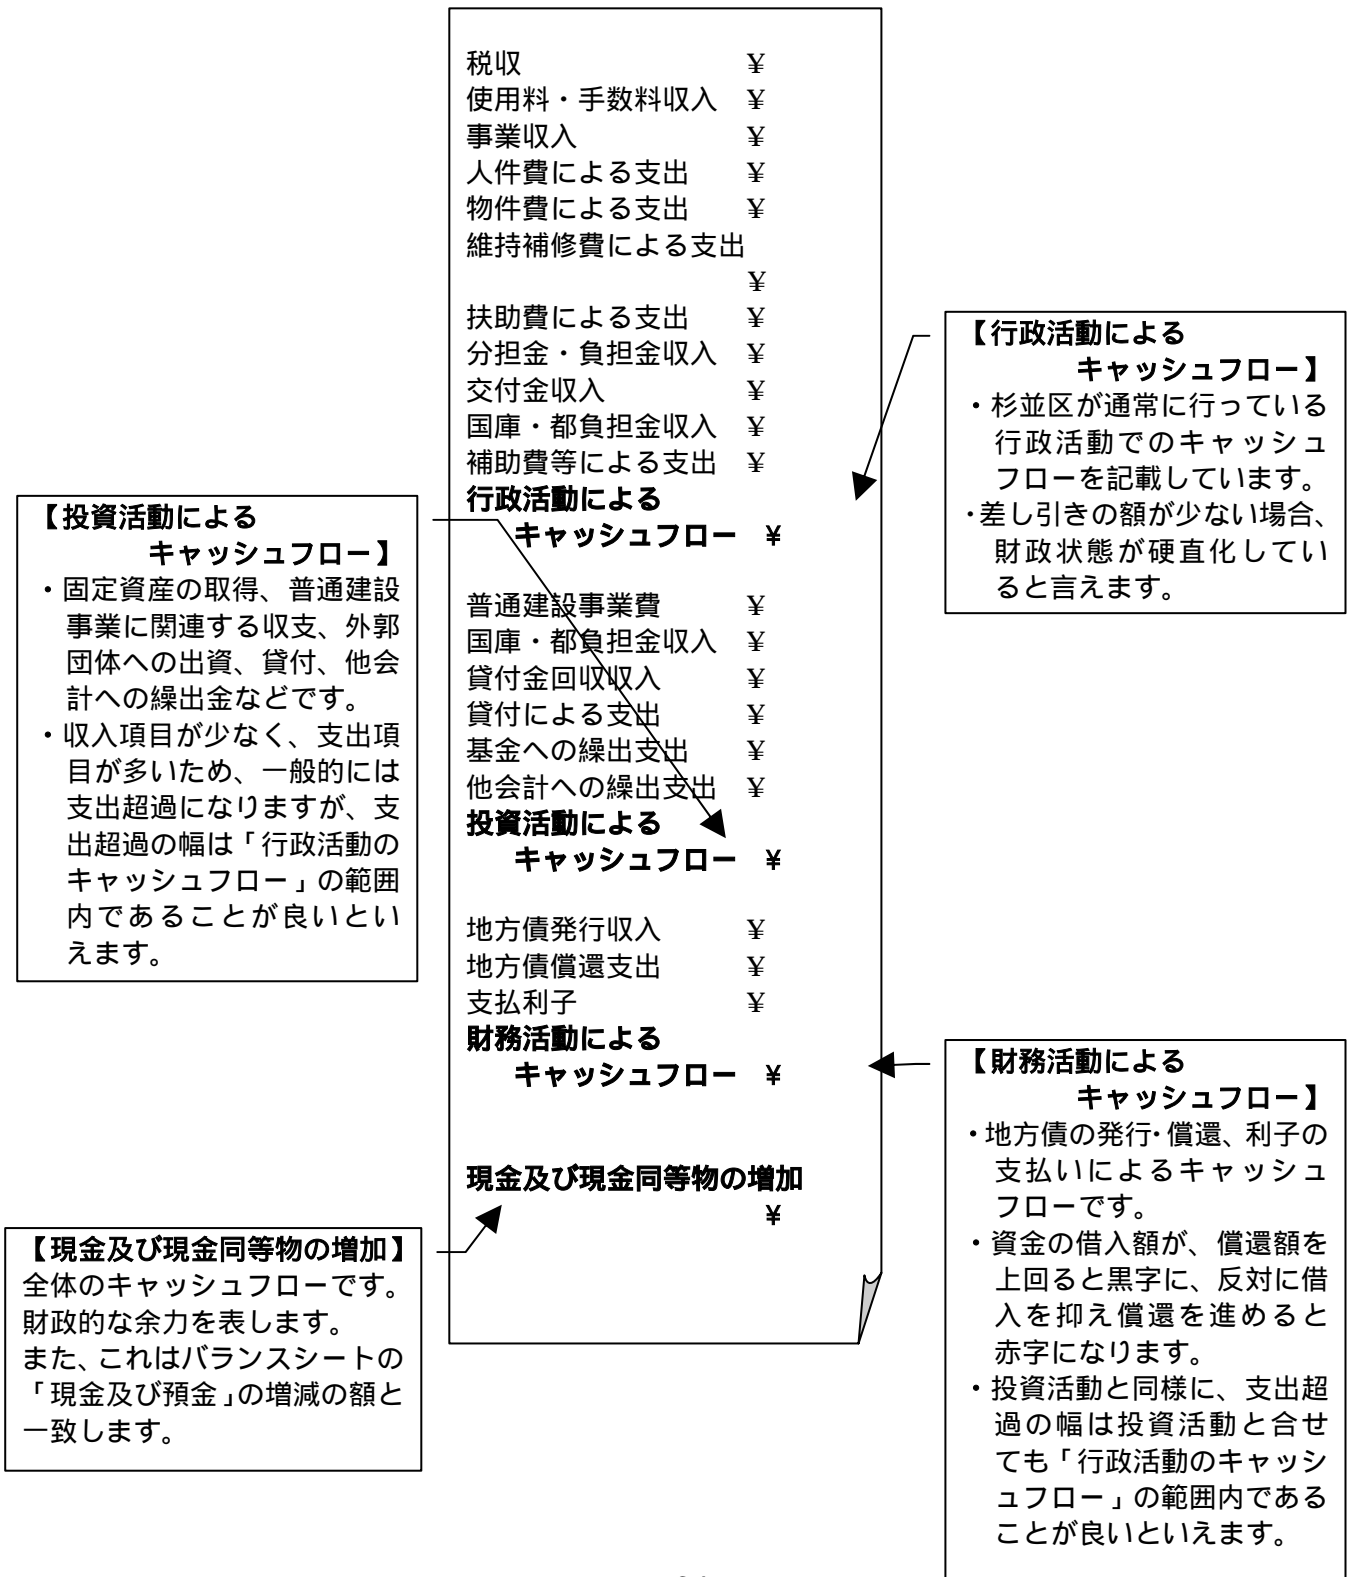 税収 ¥
使用料・手数料収入 ¥
事業収入 ¥
人件費による支出 ¥
物件費による支出 ¥
維持補修費による支出
¥
扶助費による支出 ¥
分担金・負担金収入 ¥
交付金収入 ¥
国庫・都負担金収入 ¥
補助費等による支出 ¥
行政活動による
キャッシュフロー ¥
普通建設事業費 ¥
国庫・都負担金収入 ¥
貸付金回収収入 ¥
貸付による支出 ¥
基金への繰出支出 ¥
他会計への繰出支出 ¥
投資活動による
キャッシュフロー ¥
地方債発行収入 ¥
地方債償還支出 ¥
支払利子 ¥
財務活動による
キャッシュフロー ¥
現金及び現金同等物の増加
¥
【行政活動による
キャッシュフロー】
・杉並区が通常に行っている
行政活動でのキャッシュ
フローを記載しています。
・差し引きの額が少ない場合、
財政状態が硬直化してい
ると言えます。
【投資活動による
キャッシュフロー】
・固定資産の取得、普通建設
事業に関連する収支、外郭
団体への出資、貸付、他会
計への繰出金などです。
・収入項目が少なく、支出項
目が多いため、一般的には
支出超過になりますが、支
出超過の幅は「行政活動の
キャッシュフロー」の範囲
内であることが良いとい
えます。
【財務活動による
キャッシュフロー】
・地方債の発行・償還、利子の
支払いによるキャッシュ
フローです。
・資金の借入額が、償還額を
上回ると黒字に、反対に借
入を抑え償還を進めると
赤字になります。
・投資活動と同様に、支出超
過の幅は投資活動と合せ
ても「行政活動のキャッシ
ュフロー」の範囲内である
ことが良いといえます。
【現金及び現金同等物の増加】
全体のキャッシュフローです。
財政的な余力を表します。
また、これはバランスシートの
「現金及び預金」の増減の額と
一致します。